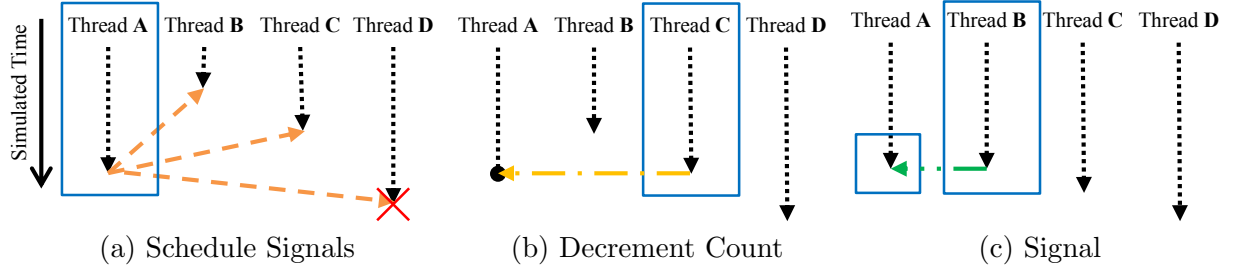 Simulated Time
Thread A
Thread B
Thread C
Thread D
(a) Schedule Signals
Thread A
Thread B
Thread C
Thread D
(b) Decrement Count
Thread A
Thread B
Thread C
Thread D
(c) Signal